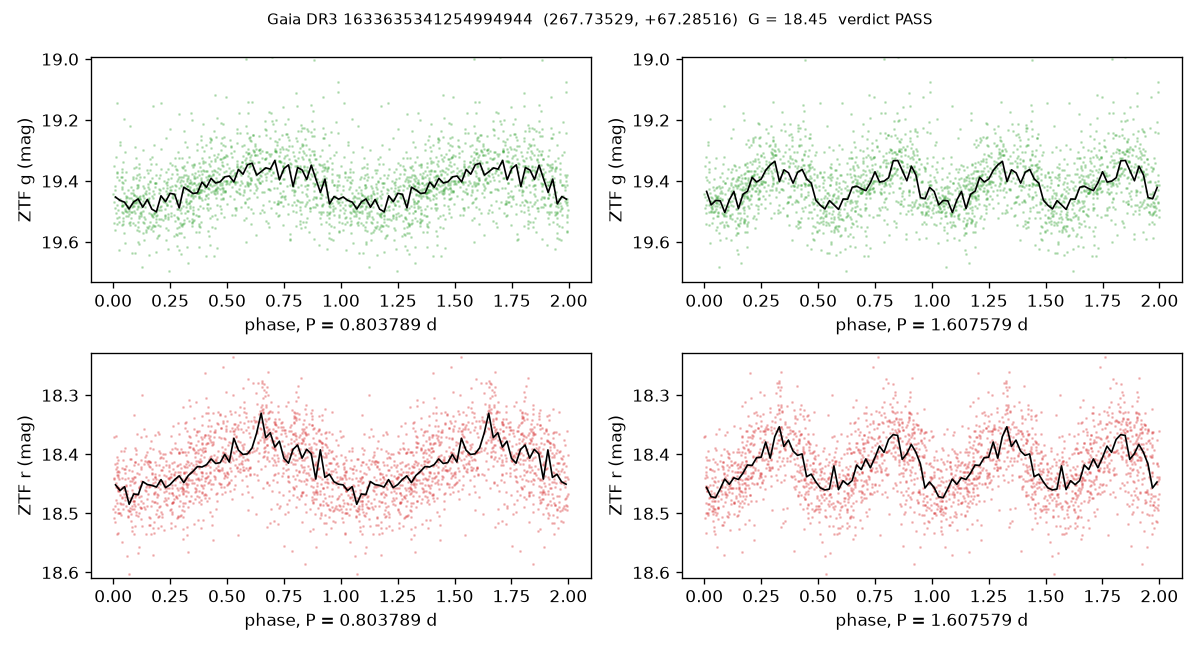 Gaia DR3 1633635341254994944  (267.73529, +67.28516)  G = 18.45  verdict PASS
ZTF g (mag)
19.0
19.2
19.4
19.6
0.00 0.25 0.50 0.75 1.00 1.25 1.50 1.75 2.00
phase, P = 0.803789 d
ZTF g (mag)
19.0
19.2
19.4
19.6
0.00 0.25 0.50 0.75 1.00 1.25 1.50 1.75 2.00
phase, P = 1.607579 d
ZTF r (mag)
18.3
18.4
18.5
18.6
0.00 0.25 0.50 0.75 1.00 1.25 1.50 1.75 2.00
phase, P = 0.803789 d
ZTF r (mag)
18.3
18.4
18.5
18.6
0.00 0.25 0.50 0.75 1.00 1.25 1.50 1.75 2.00
phase, P = 1.607579 d